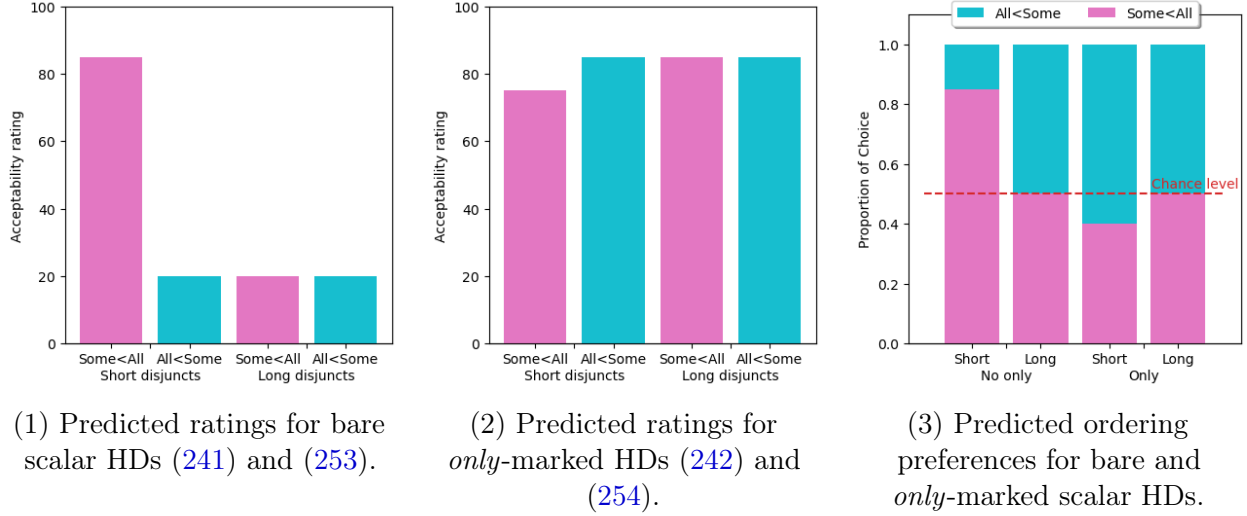 100
80
60
40
20
0
Acceptability rating
Some<All All<Some Some<All All<Some
Short disjuncts Long disjuncts
(1) Predicted ratings for bare
scalar HDs (241) and (253).
100
80
60
40
20
0
Acceptability rating
Some<All All<Some Some<All All<Some
Short disjuncts Long disjuncts
(2) Predicted ratings for
only-marked HDs (242) and
(254).
All<Some Some<All
1.0
0.8
0.6
0.4
0.2
0.0
Proportion of Choice
Chance level
Short Long Short Long
No only Only
(3) Predicted ordering
preferences for bare and
only-marked scalar HDs.